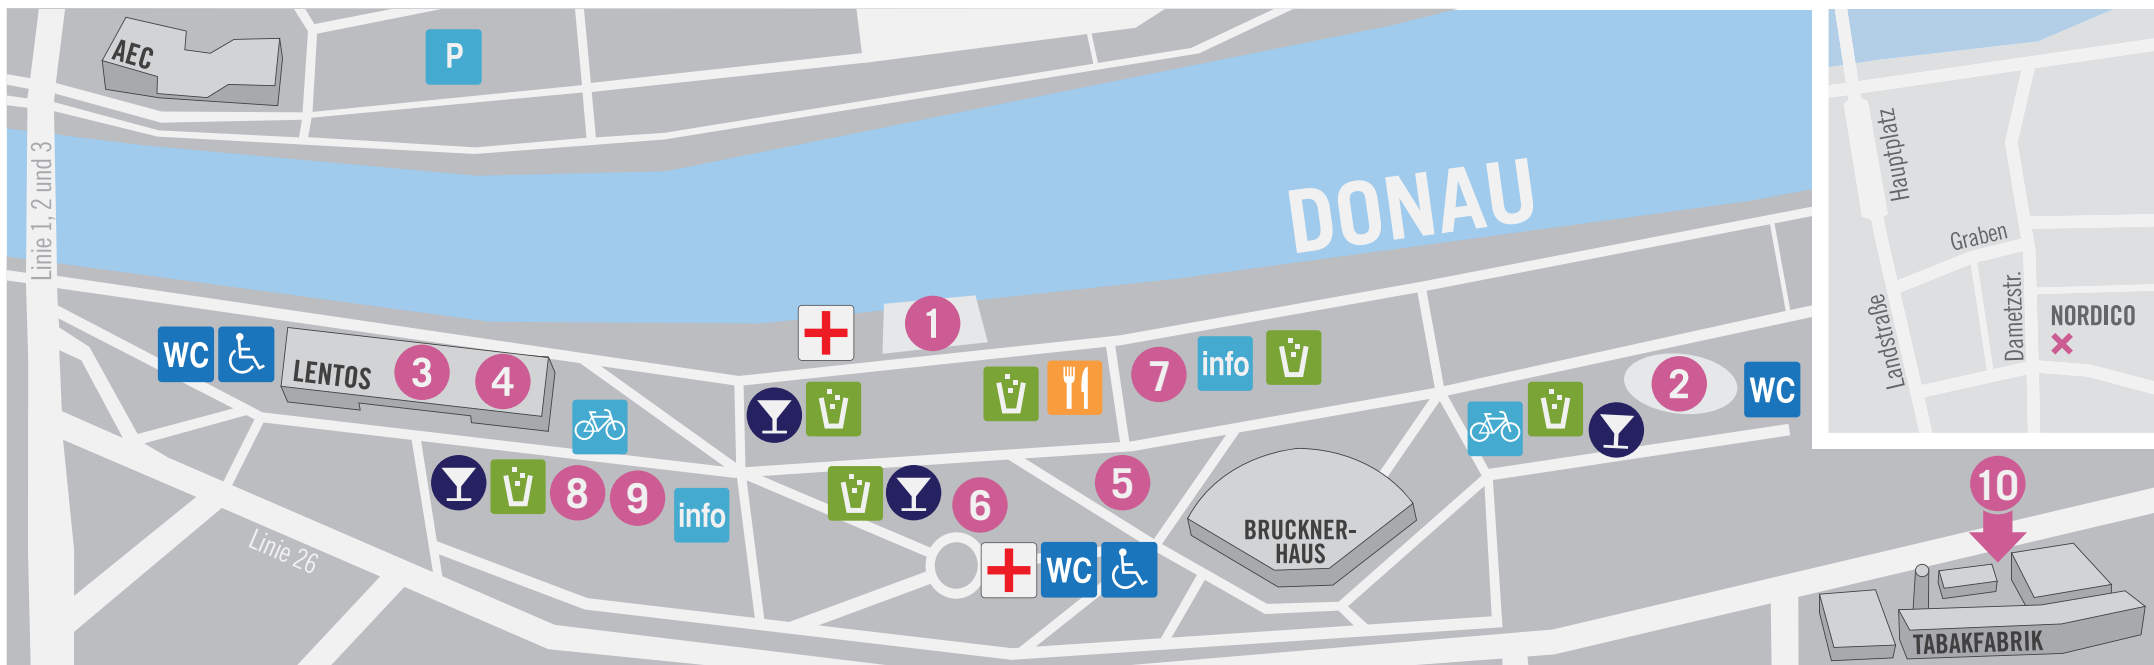 AEC
P
Linie 1, 2 und 3
DONAU
Hauptplatz
Graben
Landstraße
Dametzstr.
NORDICO
1
WC
LENTOS
3
4
7
info
2
WC
8
9
info
6
5
10
BRUCKNER-
HAUS
Linie 26
WC
TABAKFABRIK